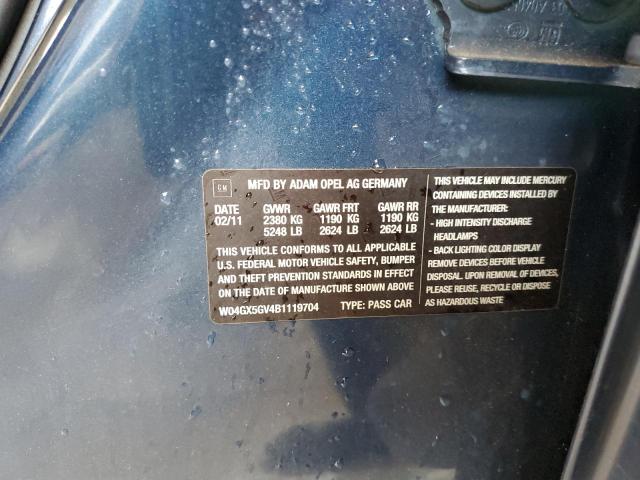 GM
MFD BY ADAM OPEL AG GERMANY
DATE GVWR GAWR FRT GAWR RR
02/11 2380 KG 1190 KG 1190 KG
5248 LB 2624 LB 2624 LB
THIS VEHICLE CONFORMS TO ALL APPLICABLE
U.S. FEDERAL MOTOR VEHICLE SAFETY, BUMPER
AND THEFT PREVENTION STANDARDS IN EFFECT
ON THE DATE OF MANUFACTURE SHOWN ABOVE
W04GX5GV4B1119704 TYPE: PASS CAR
THIS VEHICLE MAY INCLUDE MERCURY
CONTAINING DEVICES INSTALLED BY
THE MANUFACTURER:
- HIGH INTENSITY DISCHARGE
HEADLAMPS
- BACK LIGHTING COLOR DISPLAY
REMOVE DEVICES BEFORE VEHICLE
DISPOSAL. UPON REMOVAL OF DEVICES,
PLEASE REUSE, RECYCLE OR DISPOSE
AS HAZARDOUS WASTE